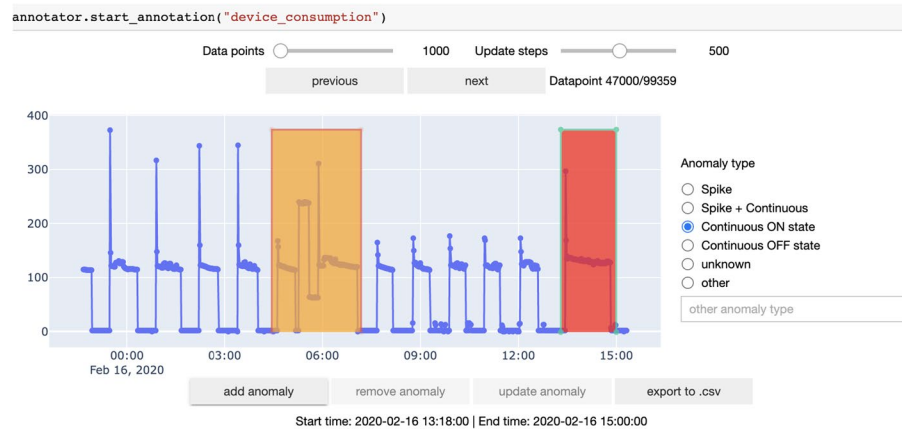 annotator.start_annotation("device_consumption")
Data points 1000 Update steps 500
previous next Datapoint 47000/99359
400
300
200
100
0
00:00 03:00 06:00 09:00 12:00 15:00
Feb 16, 2020
Anomaly type
Spike
Spike + Continuous
Continuous ON state
Continuous OFF state
unknown
other
other anomaly type
add anomaly remove anomaly update anomaly export to .csv
Start time: 2020-02-16 13:18:00 | End time: 2020-02-16 15:00:00